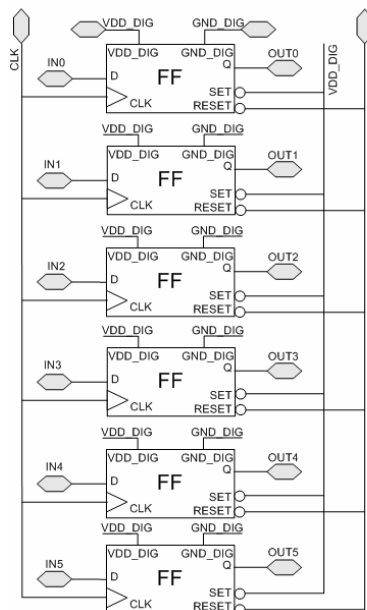 CLK
VDD_DIG GND_DIG
VDD_DIG GND_DIG
IN0 D FF Q OUT0
CLK SET
RESET
VDD_DIG
VDD_DIG GND_DIG
VDD_DIG GND_DIG
IN1 D FF Q OUT1
CLK SET
RESET
VDD_DIG GND_DIG
VDD_DIG GND_DIG
IN2 D FF Q OUT2
CLK SET
RESET
VDD_DIG GND_DIG
VDD_DIG GND_DIG
IN3 D FF Q OUT3
CLK SET
RESET
VDD_DIG GND_DIG
VDD_DIG GND_DIG
IN4 D FF Q OUT4
CLK SET
RESET
VDD_DIG GND_DIG
VDD_DIG GND_DIG
IN5 D FF Q OUT5
CLK SET
RESET